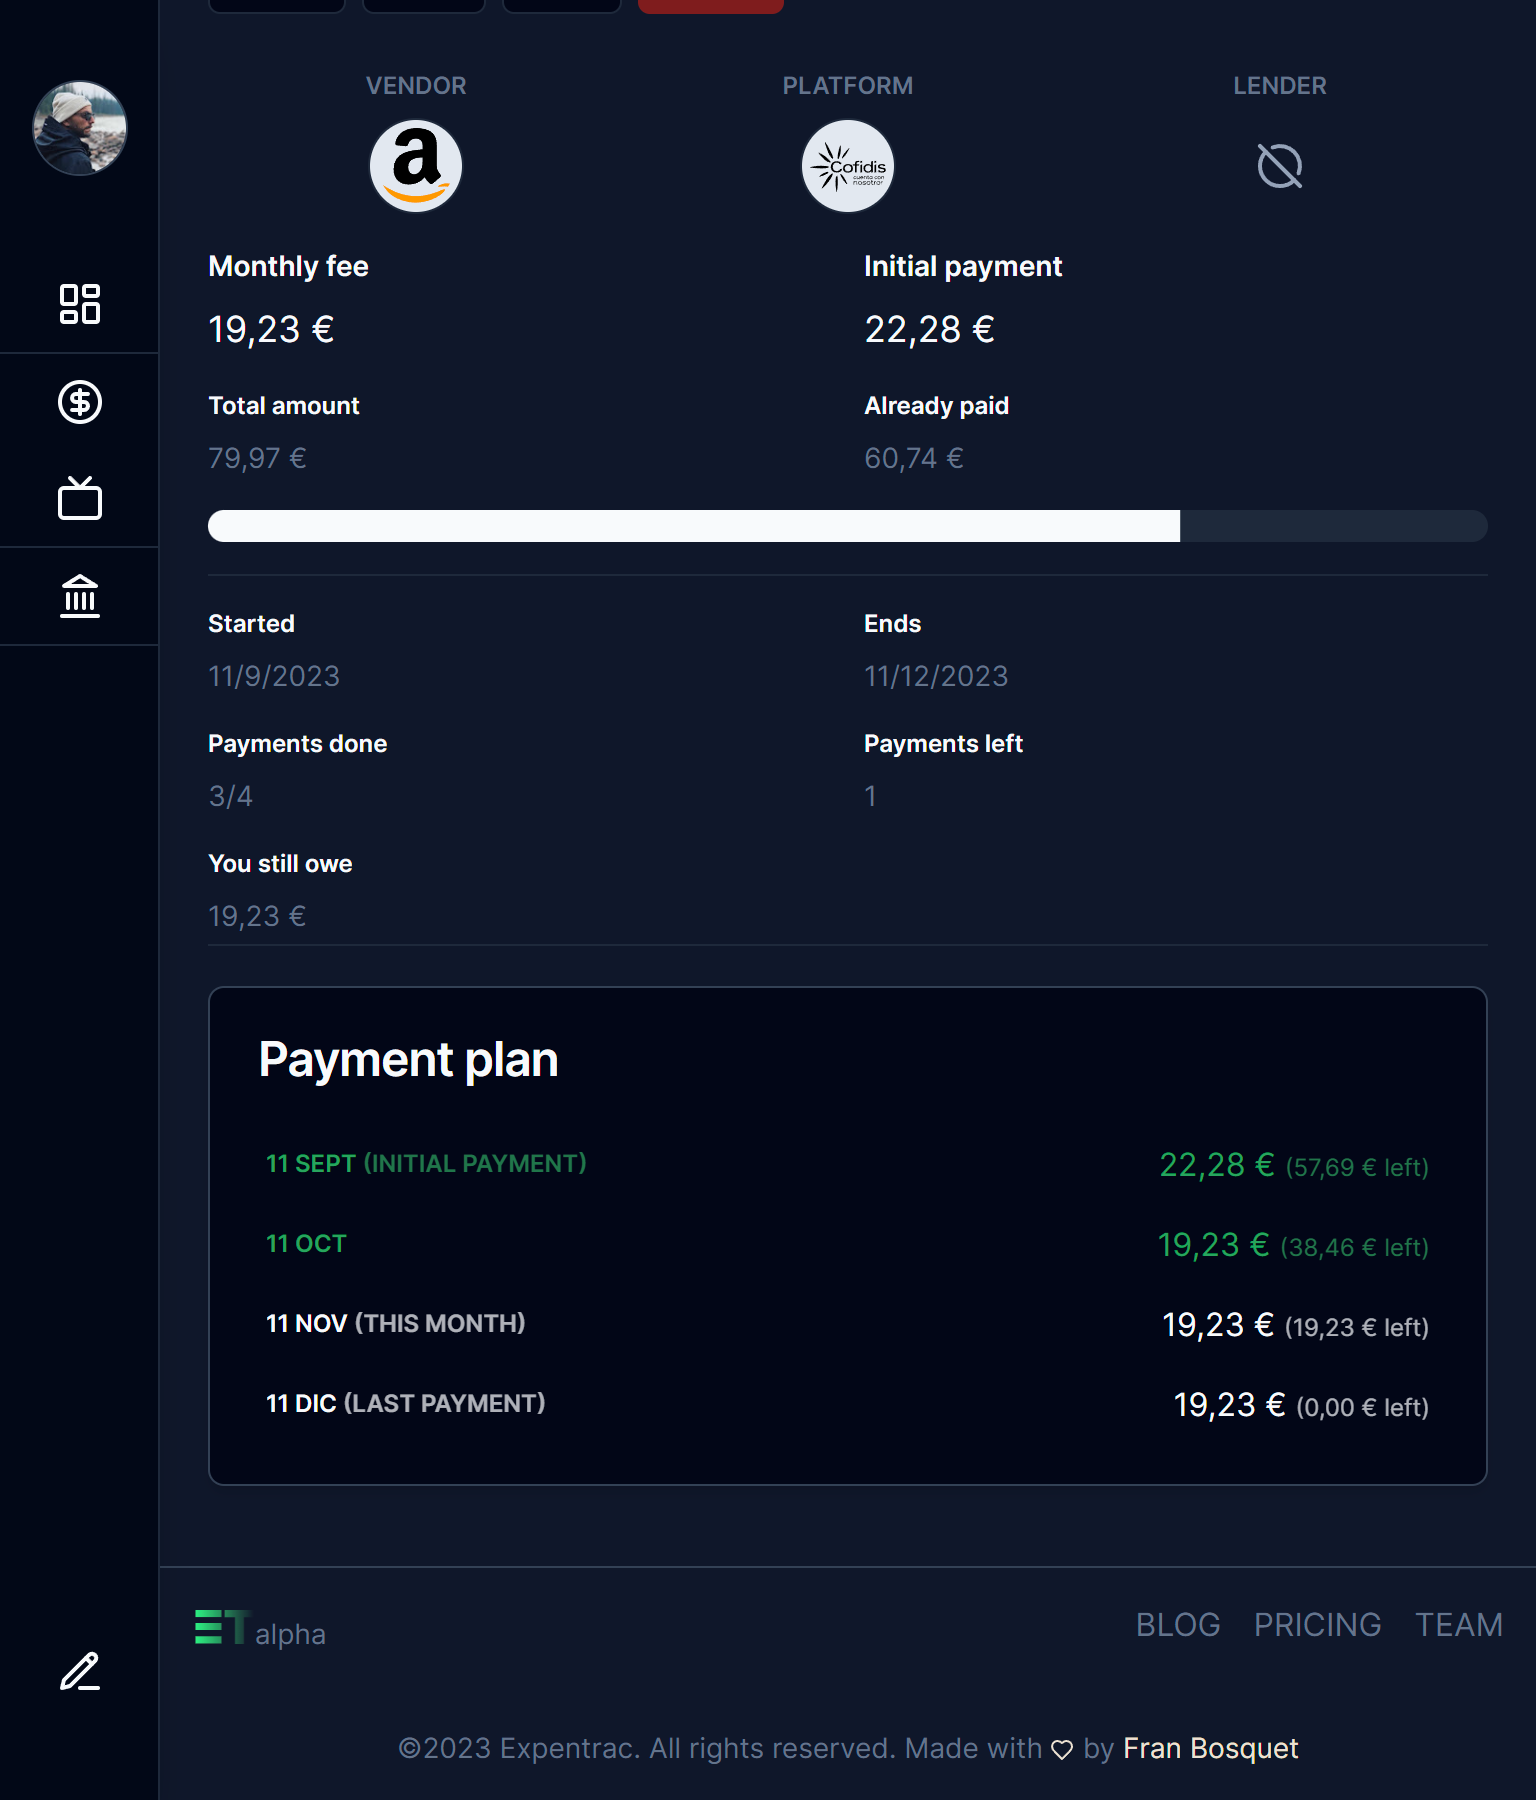 VENDOR PLATFORM LENDER
a
Cofidis
cuenta con
nosotros
Monthly fee Initial payment
19,23 € 22,28 €
Total amount Already paid
79,97 € 60,74 €
Started Ends
11/9/2023 11/12/2023
Payments done Payments left
3/4 1
You still owe
19,23 €
Payment plan
11 SEPT (INITIAL PAYMENT) 22,28 € (57,69 € left)
11 OCT 19,23 € (38,46 € left)
11 NOV (THIS MONTH) 19,23 € (19,23 € left)
11 DIC (LAST PAYMENT) 19,23 € (0,00 € left)
ET alpha BLOG PRICING TEAM
©2023 Expentrac. All rights reserved. Made with ♡ by Fran Bosquet